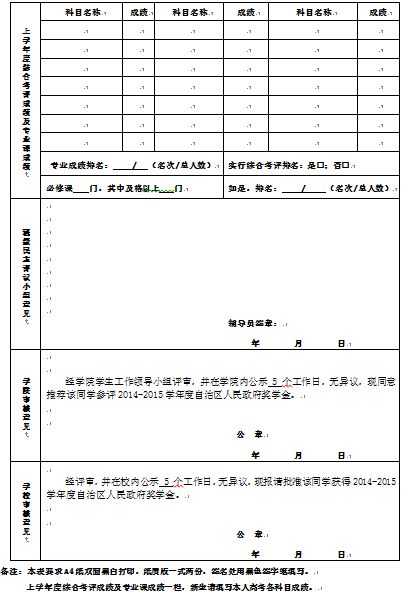 科目名称 成绩 科目名称 成绩 科目名称 成绩
上学年度综合考评成绩及专业课成绩
专业成绩排名： / （名次/总人数） 实行综合考评排名：是口；否口
必修课 门，其中及格以上 门 如是，排名： / （名次/总人数）
班级民主评议小组意见
辅导员签章：
年 月 日
学院审核意见
经学院学生工作领导小组评审，并在学院内公示 5 个工作日，无异议，现同意
推荐该同学参评2014-2015学年度自治区人民政府奖学金。
公 章
年 月 日
学校审核意见
经评审，并在校内公示 5 个工作日，无异议，现报请批准该同学获得2014-2015
学年度自治区人民政府奖学金。
公 章
年 月 日
备注：本表要求A4纸双面黑白打印，纸质版一式两份，签名处用黑色签字笔填写。
上学年度综合考评成绩及专业课成绩一栏，新生请填写本人高考各科目成绩。